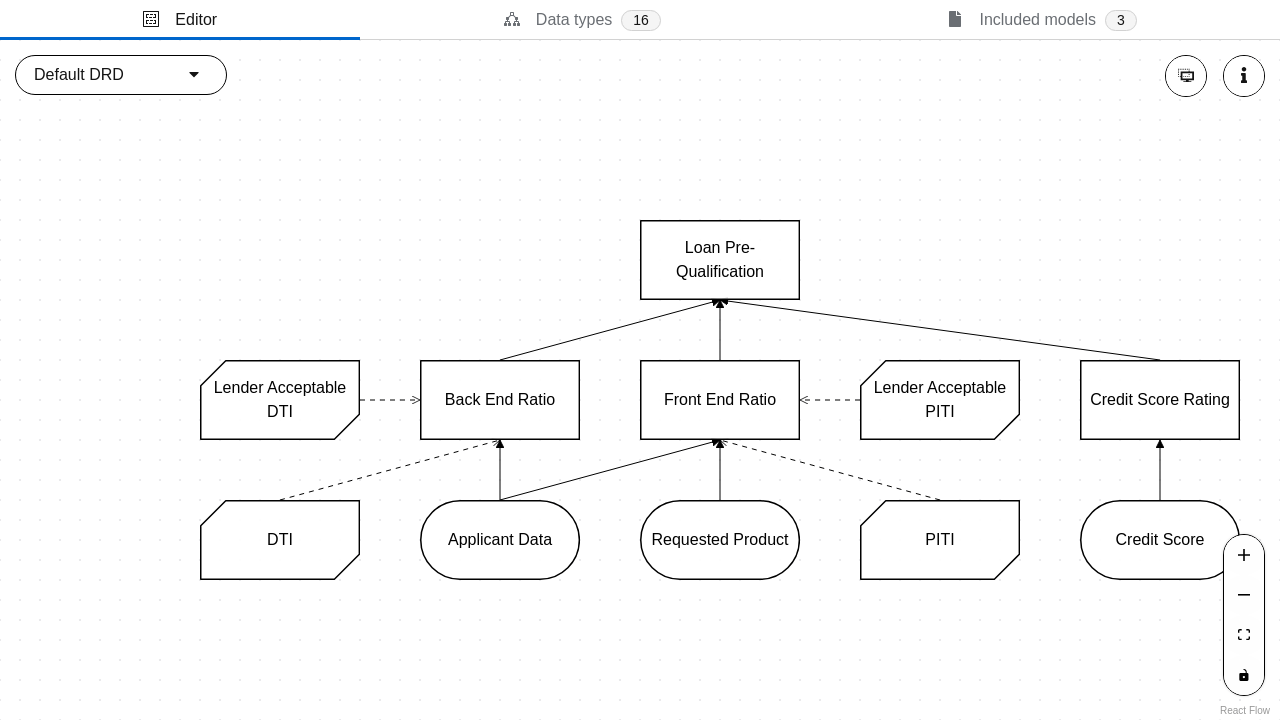 Editor
Data types 16
Included models 3
Default DRD
Loan Pre-
Qualification
Lender Acceptable
DTI
Back End Ratio
Front End Ratio
Lender Acceptable
PITI
Credit Score Rating
DTI
Applicant Data
Requested Product
PITI
Credit Score
React Flow